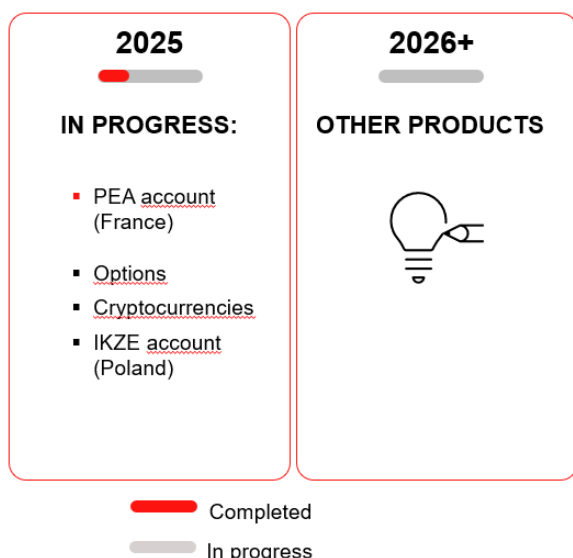 2025
IN PROGRESS:
PEA account
(France)
Options
Cryptocurrencies
IKZE account
(Poland)
2026+
OTHER PRODUCTS
Completed
In progress